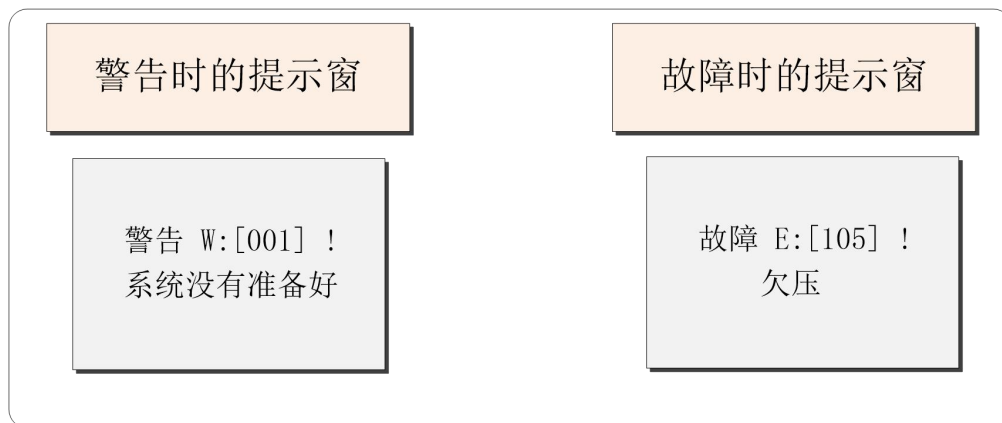 警告时的提示窗
故障时的提示窗
警告 W:[001] !
系统没有准备好
故障 E:[105] !
欠压